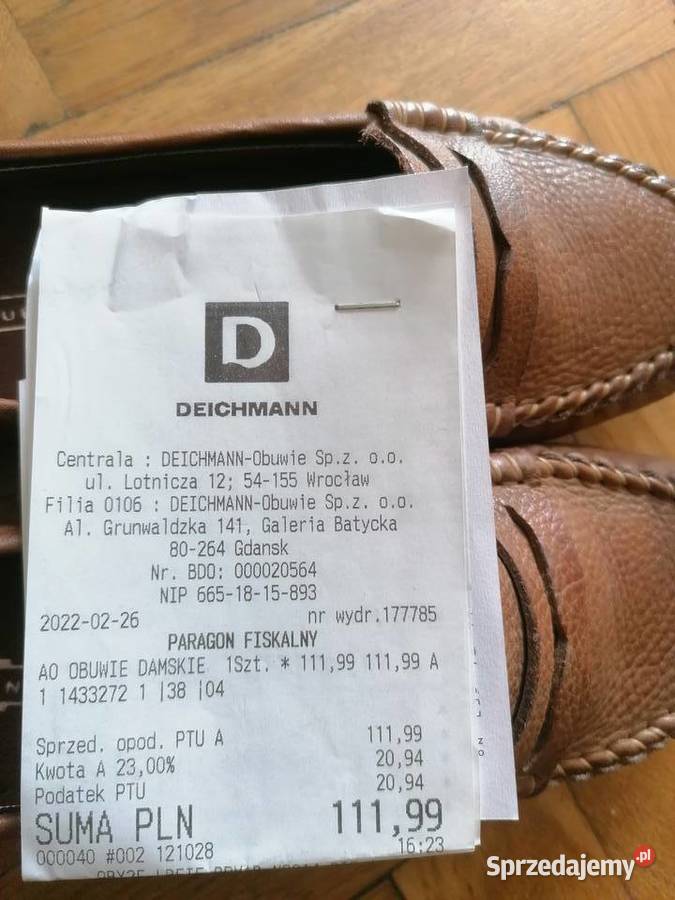 D
DEICHMANN
Centrala : DEICHMANN-Obuwie Sp.z. o.o.
ul. Lotnicza 12; 54-155 Wrocław
Filia 0106 : DEICHMANN-Obuwie Sp.z. o.o.
Al. Grunwaldzka 141, Galeria Batycka
80-264 Gdansk
Nr. BDO: 000020564
NIP 665-18-15-893
2022-02-26 nr wydr.177785
PARAGON FISKALNY
AO OBUWIE DAMSKIE 1Szt. * 111,99 111,99 A
1 1433272 1 |38 |04
Sprzed. opod. PTU A 111,99
Kwota A 23,00% 20,94
Podatek PTU 20,94
SUMA PLN 111,99
000040 #002 121028 16:23
Sprzedajemy.pl